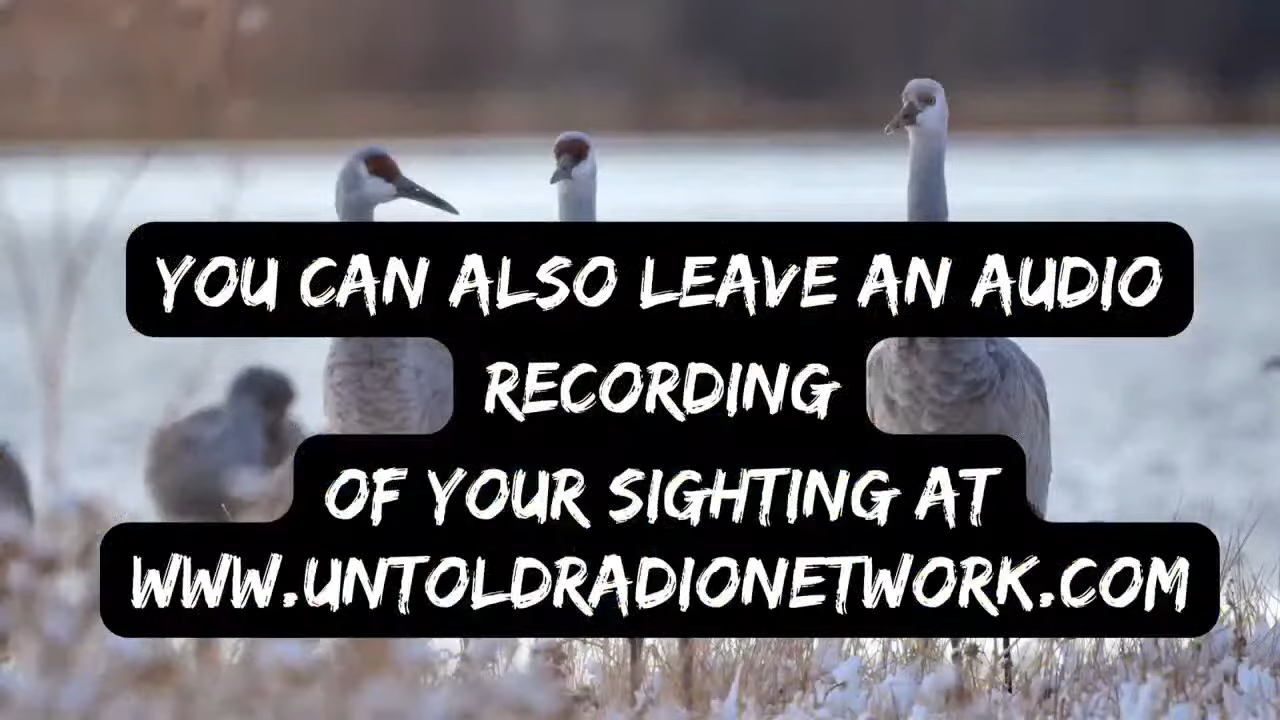 YOU CAN ALSO LEAVE AN AUDIO
RECORDING
OF YOUR SIGHTING AT
WWW.UNTOLDRADIONETWORK.COM